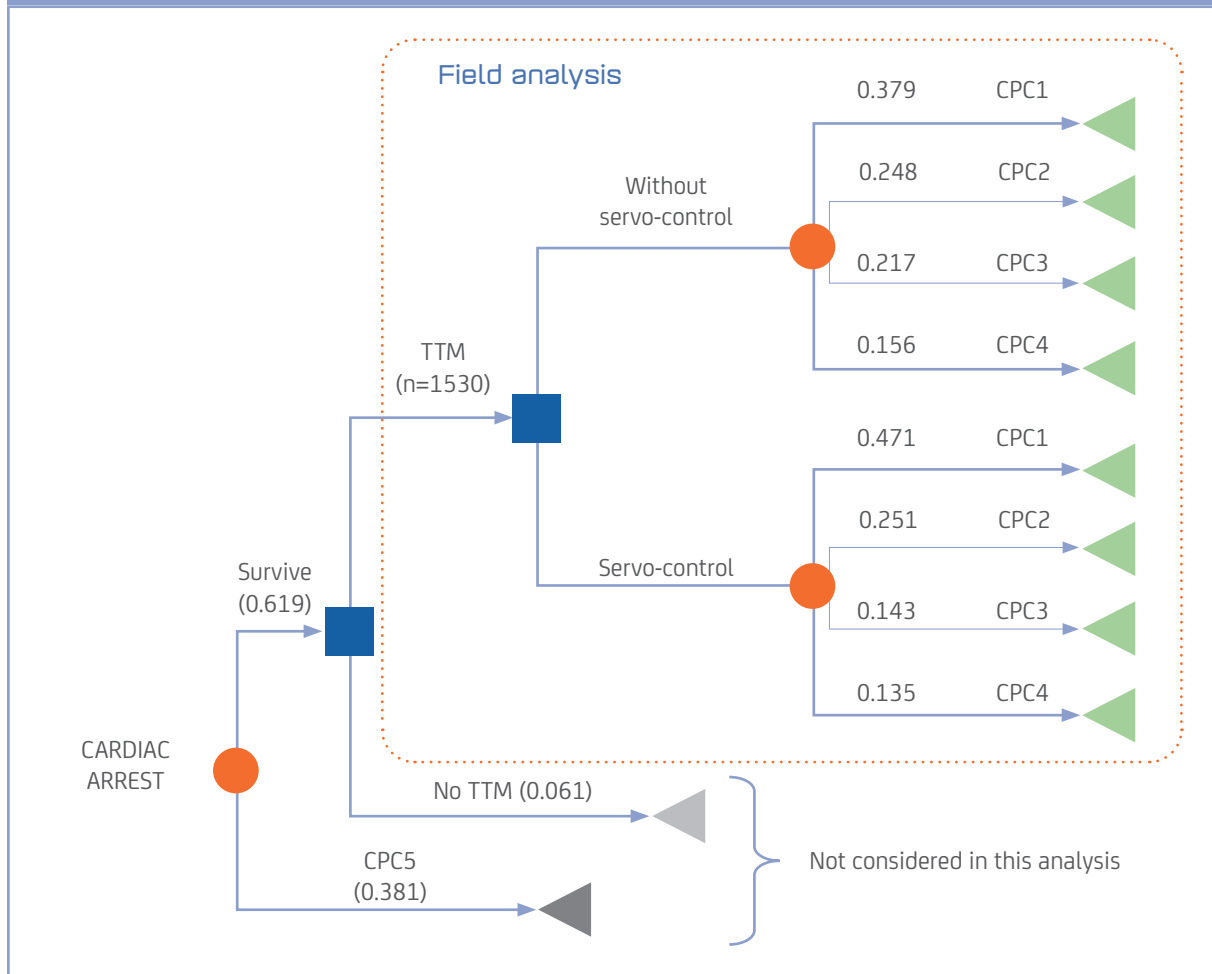 Field analysis
0.379 CPC1
0.248 CPC2
Without
servo-control
0.217 CPC3
0.156 CPC4
TTM
(n=1530)
0.471 CPC1
0.251 CPC2
Servo-control
0.143 CPC3
0.135 CPC4
Survive
(0.619)
CARDIAC
ARREST
No TTM (0.061)
CPC5
(0.381)
Not considered in this analysis